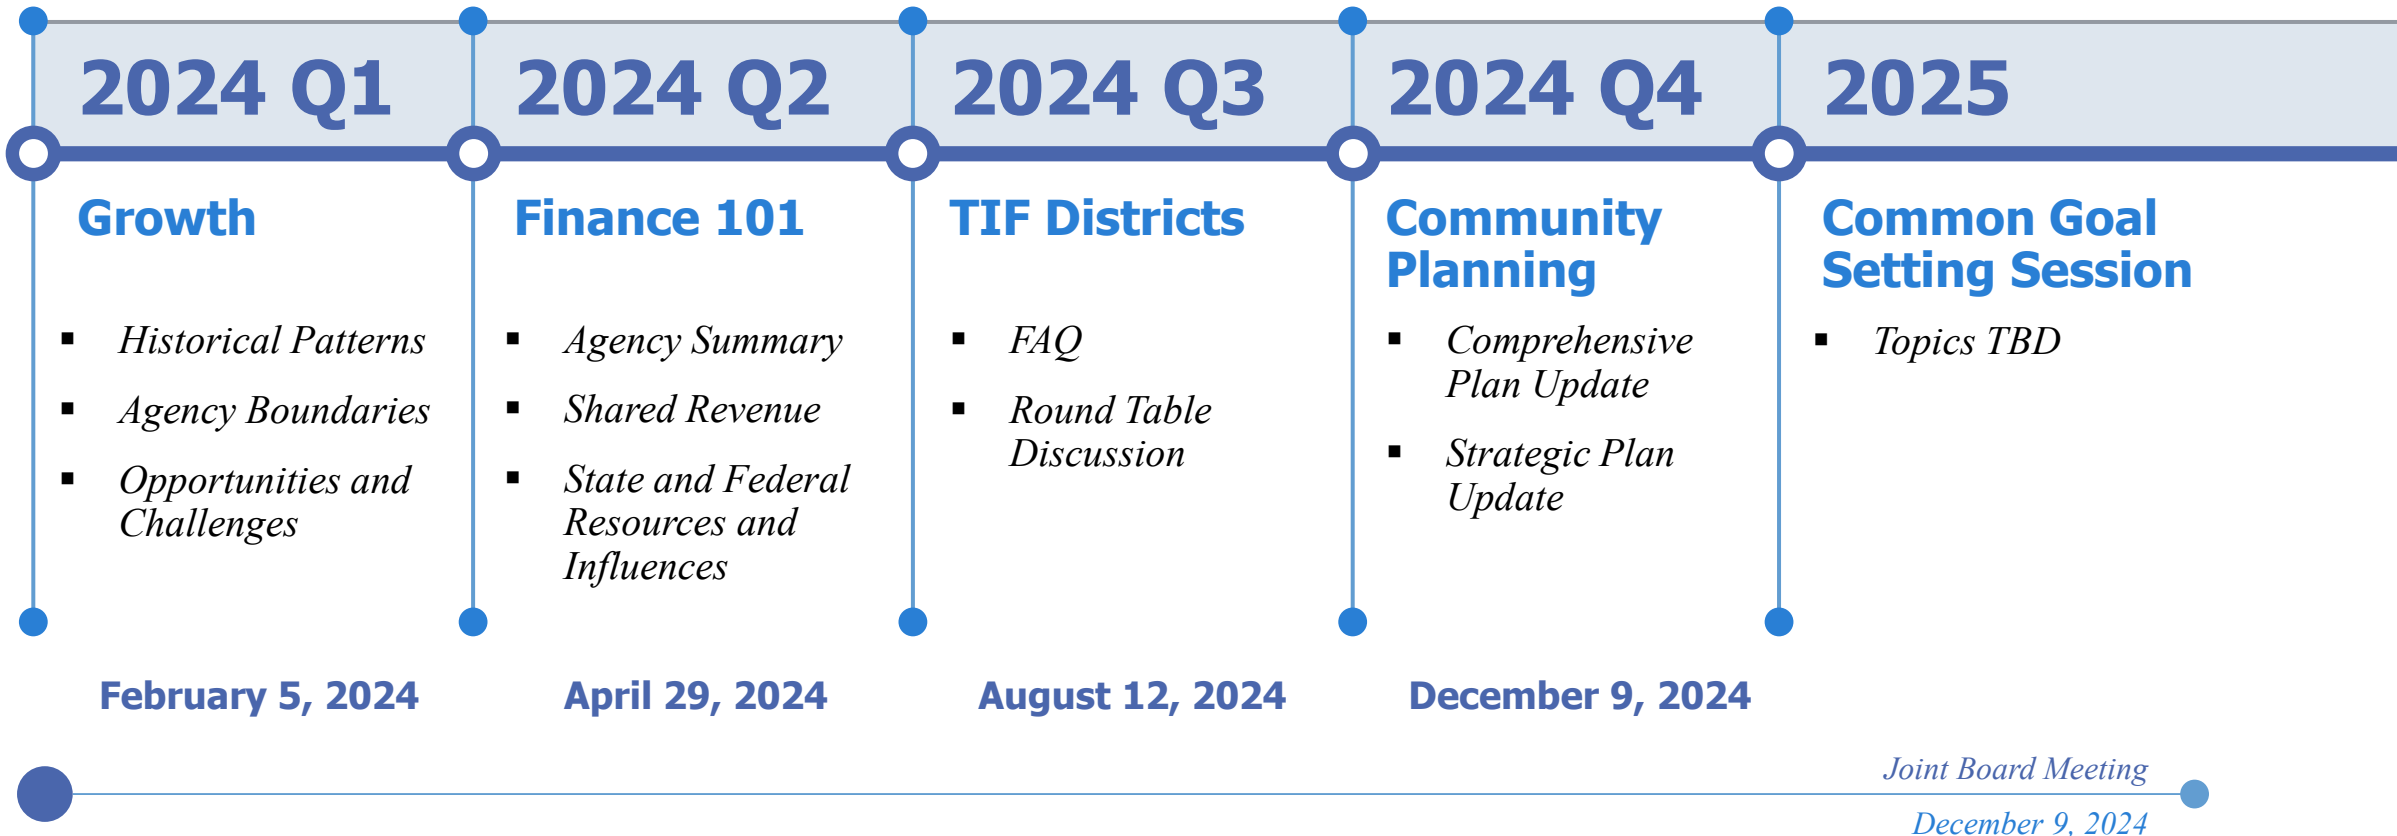 2024 Q1
2024 Q2
2024 Q3
2024 Q4
2025
Growth
▪ Historical Patterns
▪ Agency Boundaries
▪ Opportunities and
Challenges
February 5, 2024
Finance 101
▪ Agency Summary
▪ Shared Revenue
▪ State and Federal
Resources and
Influences
April 29, 2024
TIF Districts
▪ FAQ
▪ Round Table
Discussion
August 12, 2024
Community
Planning
▪ Comprehensive
Plan Update
▪ Strategic Plan
Update
December 9, 2024
Common Goal
Setting Session
▪ Topics TBD
Joint Board Meeting
December 9, 2024